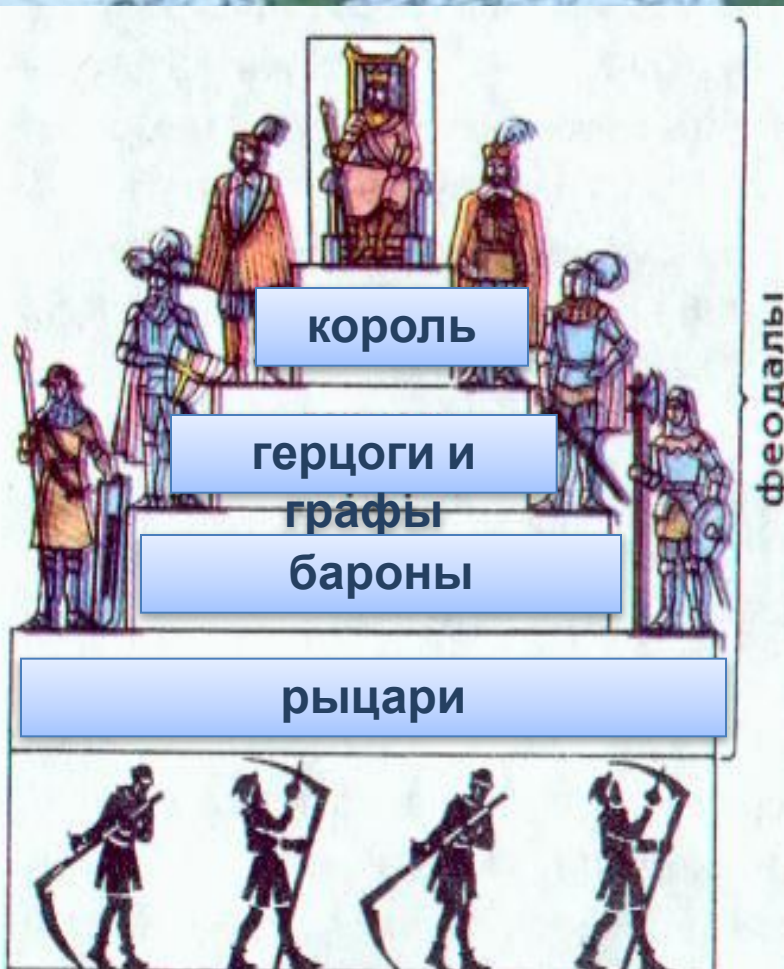 король
герцоги и
графы
бароны
рыцари
феодалы